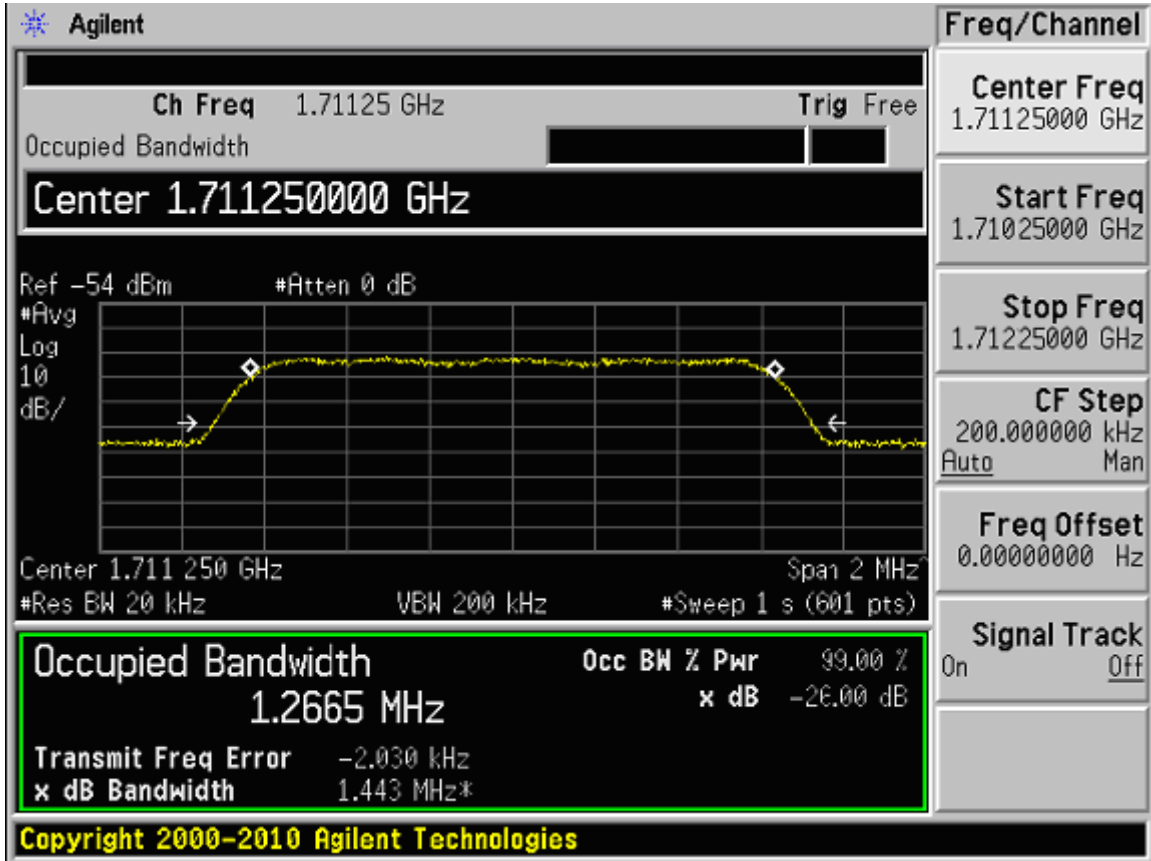 Agilent
Ch Freq 1.71125 GHz Trig Free
Occupied Bandwidth
Center 1.711250000 GHz
Ref -54 dBm #Atten 0 dB
#Avg
Log
10
dB/
Center 1.711 250 GHz Span 2 MHz^
#Res BW 20 kHz VBW 200 kHz #Sweep 1 s (601 pts)
Occupied Bandwidth Occ BW % Pwr 99.00 %
1.2665 MHz x dB -26.00 dB
Transmit Freq Error -2.030 kHz
x dB Bandwidth 1.443 MHz*
Copyright 2000-2010 Agilent Technologies
Freq/Channel
Center Freq
1.71125000 GHz
Start Freq
1.71025000 GHz
Stop Freq
1.71225000 GHz
CF Step
200.000000 kHz
Auto Man
Freq Offset
0.00000000 Hz
Signal Track
On Off